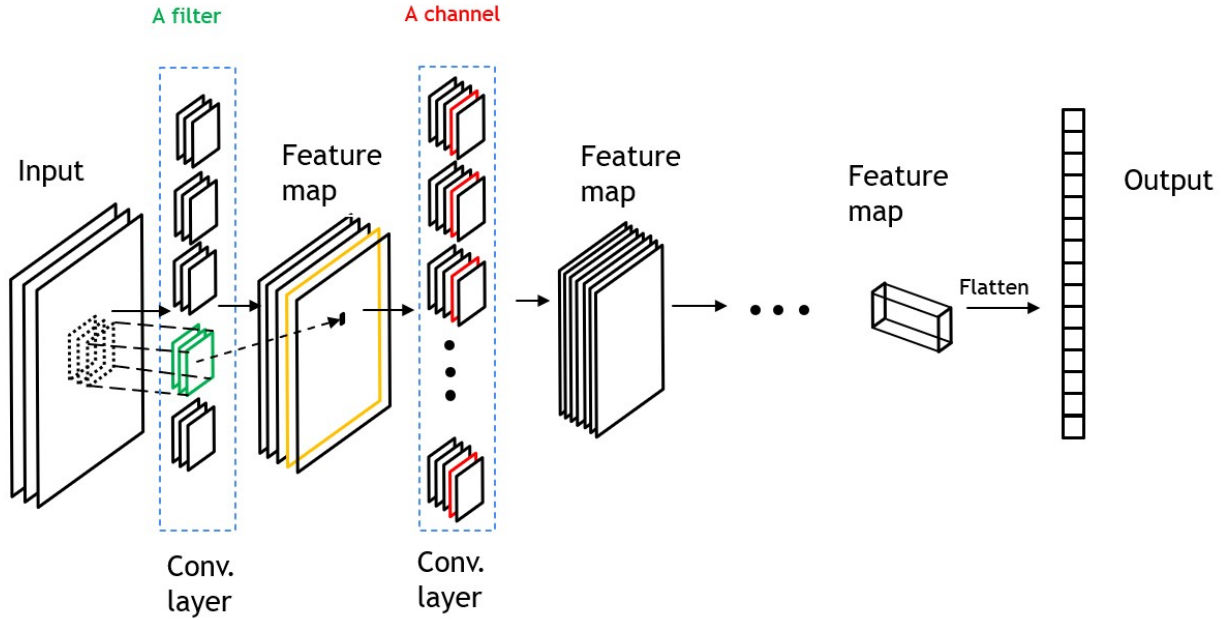 A filter
A channel
Input
Feature
map
Feature
map
Feature
map
Output
Flatten
Conv.
layer
Conv.
layer